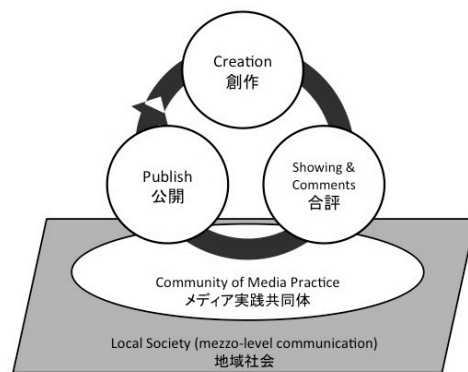 Creation
創作
Publish
公開
Showing &
Comments
合評
Community of Media Practice
メディア実践共同体
Local Society (mezzo-level communication)
地域社会